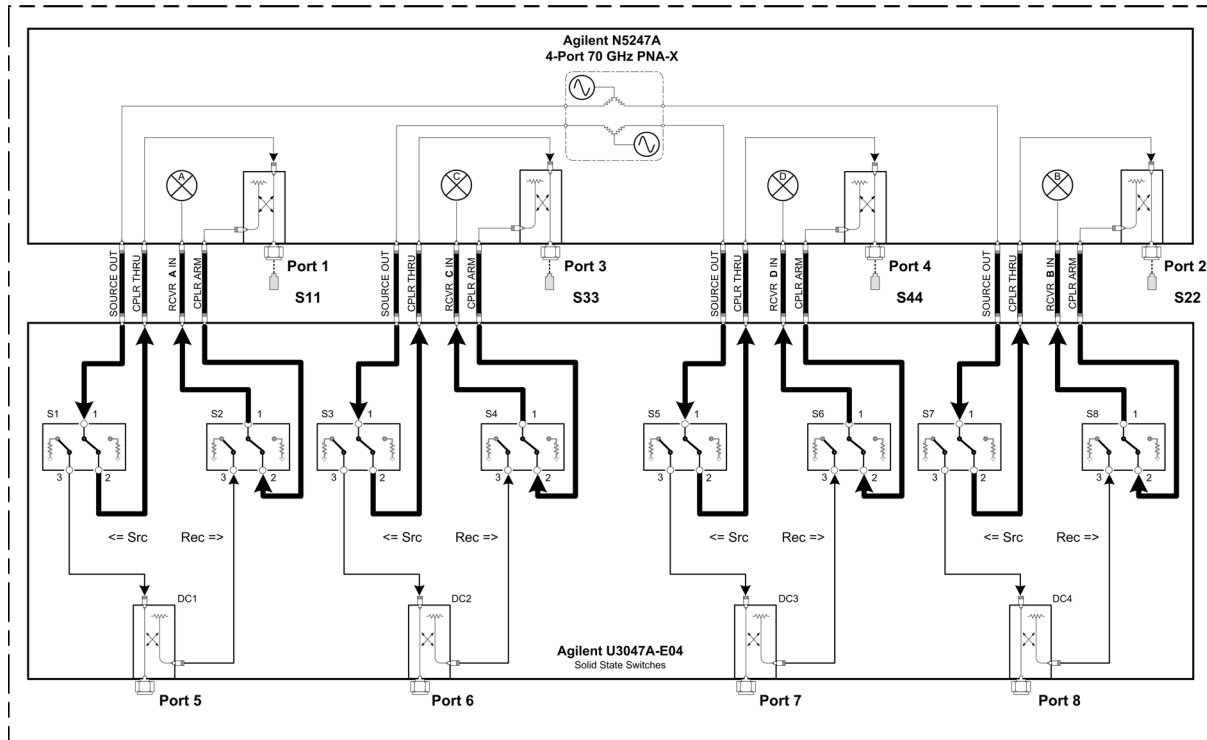 Agilent N5247A
4-Port 70 GHz PNA-X
A
C
D
B
Port 1
Port 3
Port 4
Port 2
S11
S33
S44
S22
SOURCE OUT
CPLR THRU
RCVR A IN
CPLR ARM
SOURCE OUT
CPLR THRU
RCVR C IN
CPLR ARM
SOURCE OUT
CPLR THRU
RCVR D IN
CPLR ARM
SOURCE OUT
CPLR THRU
RCVR B IN
CPLR ARM
S1 1
S2 1
S3 1
S4 1
S5 1
S6 1
S7 1
S8 1
3 2
3 2
3 2
3 2
3 2
3 2
3 2
3 2
<= Src Rec =>
<= Src Rec =>
<= Src Rec =>
<= Src Rec =>
DC1
DC2
DC3
DC4
Agilent U3047A-E04
Solid State Switches
Port 5
Port 6
Port 7
Port 8